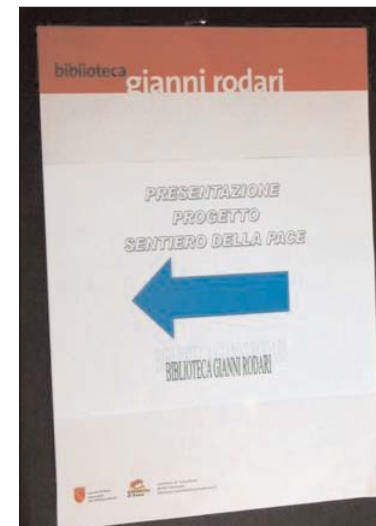 biblioteca
gianni rodari
PRESENTAZIONE
PROGETTO
SENTIERO DELLA PACE
BIBLIOTECA GIANNI RODARI